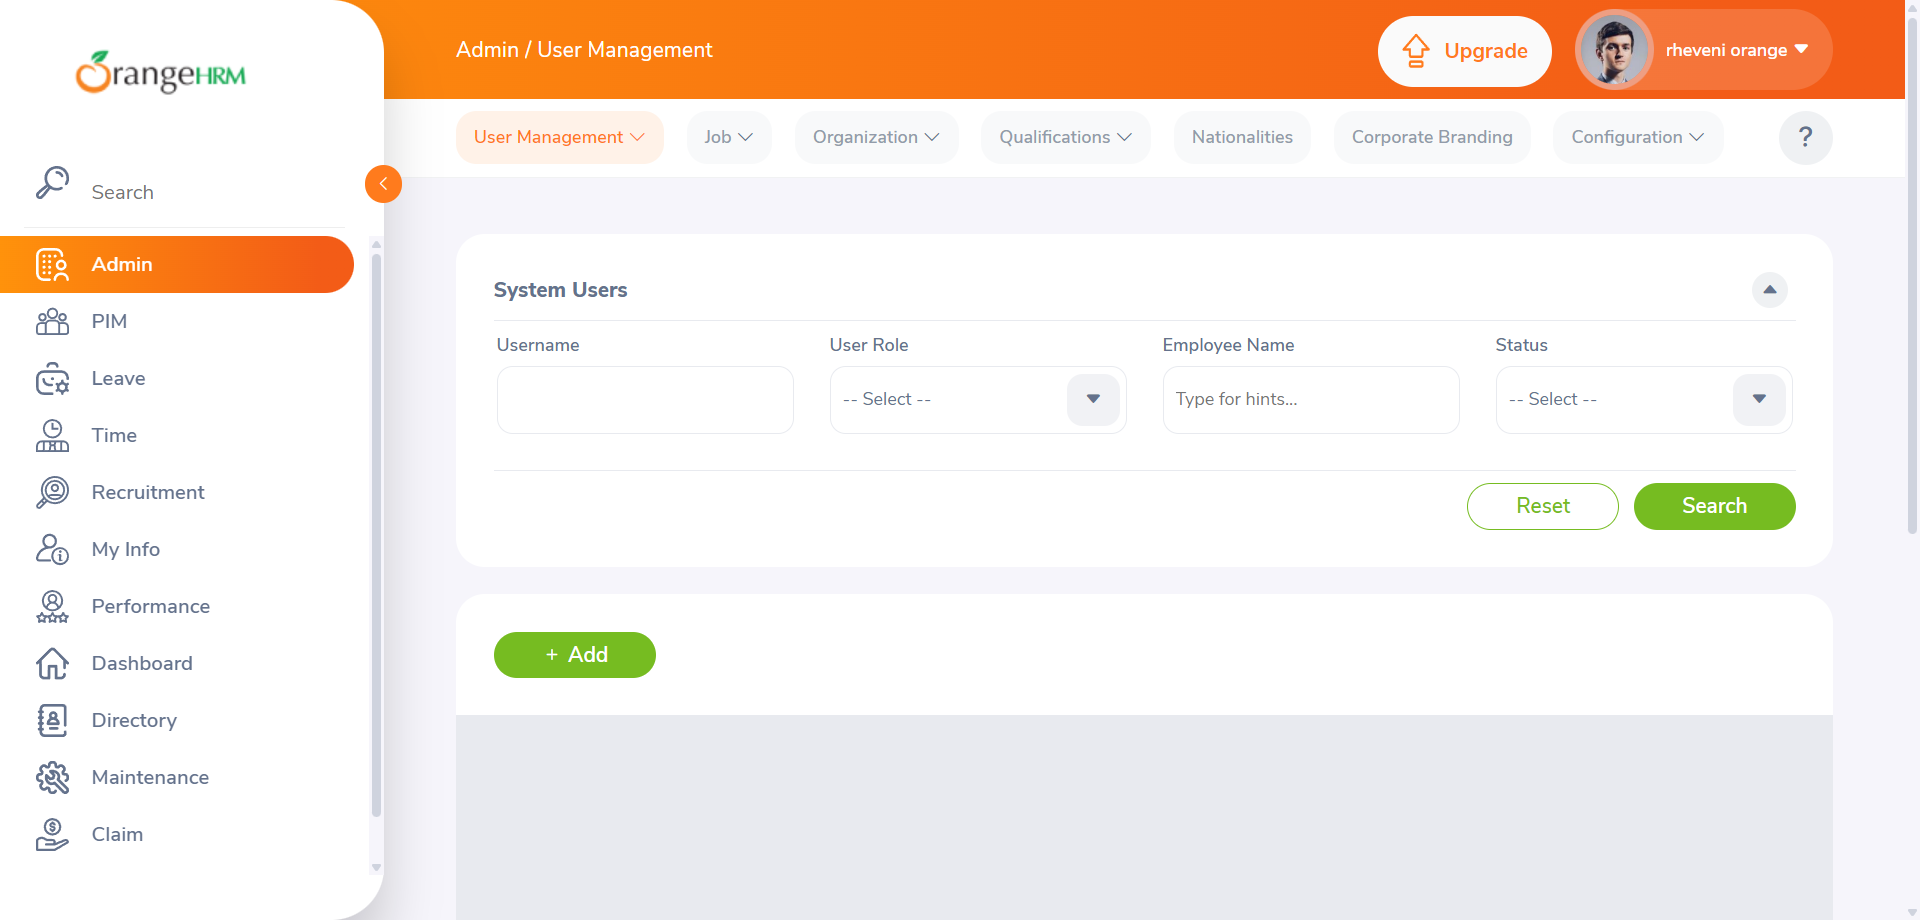 OrangeHRM
Search
Admin
PIM
Leave
Time
Recruitment
My Info
Performance
Dashboard
Directory
Maintenance
Claim
Admin / User Management
Upgrade
rheveni orange
User Management
Job
Organization
Qualifications
Nationalities
Corporate Branding
Configuration
?
System Users
Username
User Role
Employee Name
Status
-- Select --
Type for hints...
-- Select --
Reset
Search
+ Add